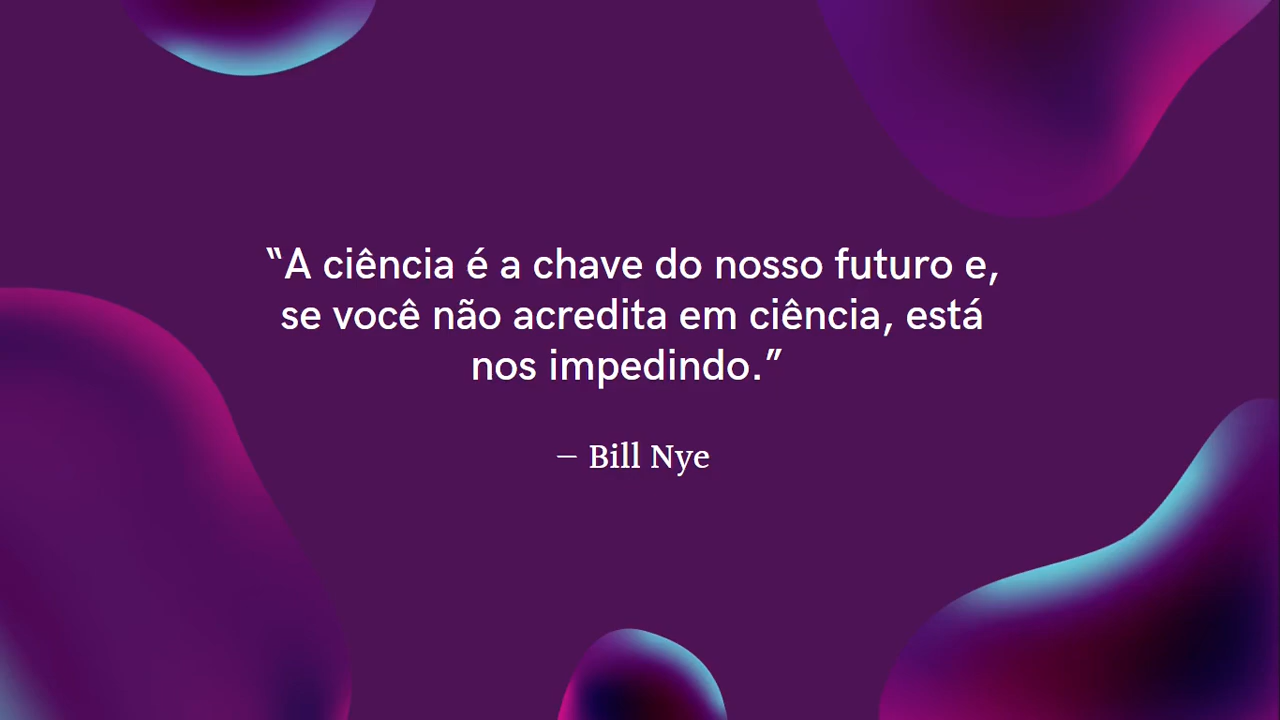 “A ciência é a chave do nosso futuro e,
se você não acredita em ciência, está
nos impedindo.”
– Bill Nye